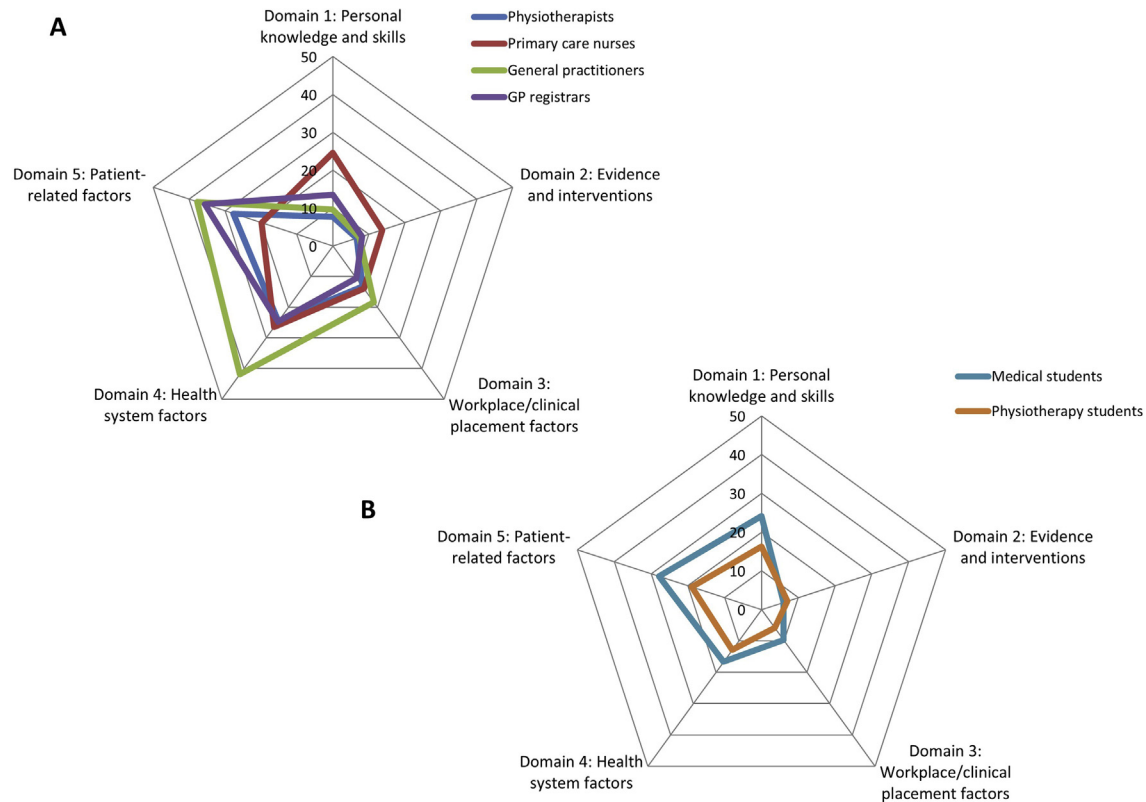 A
Domain 1: Personal
knowledge and skills
Physiotherapists
Primary care nurses
General practitioners
GP registrars
50
40
30
20
10
0
Domain 5: Patient-
related factors
Domain 2: Evidence
and interventions
Domain 4: Health
system factors
Domain 3:
Workplace/clinical
placement factors
B
Domain 1: Personal
knowledge and skills
Medical students
Physiotherapy students
50
40
30
20
10
0
Domain 5: Patient-
related factors
Domain 2: Evidence
and interventions
Domain 4: Health
system factors
Domain 3:
Workplace/clinical
placement factors